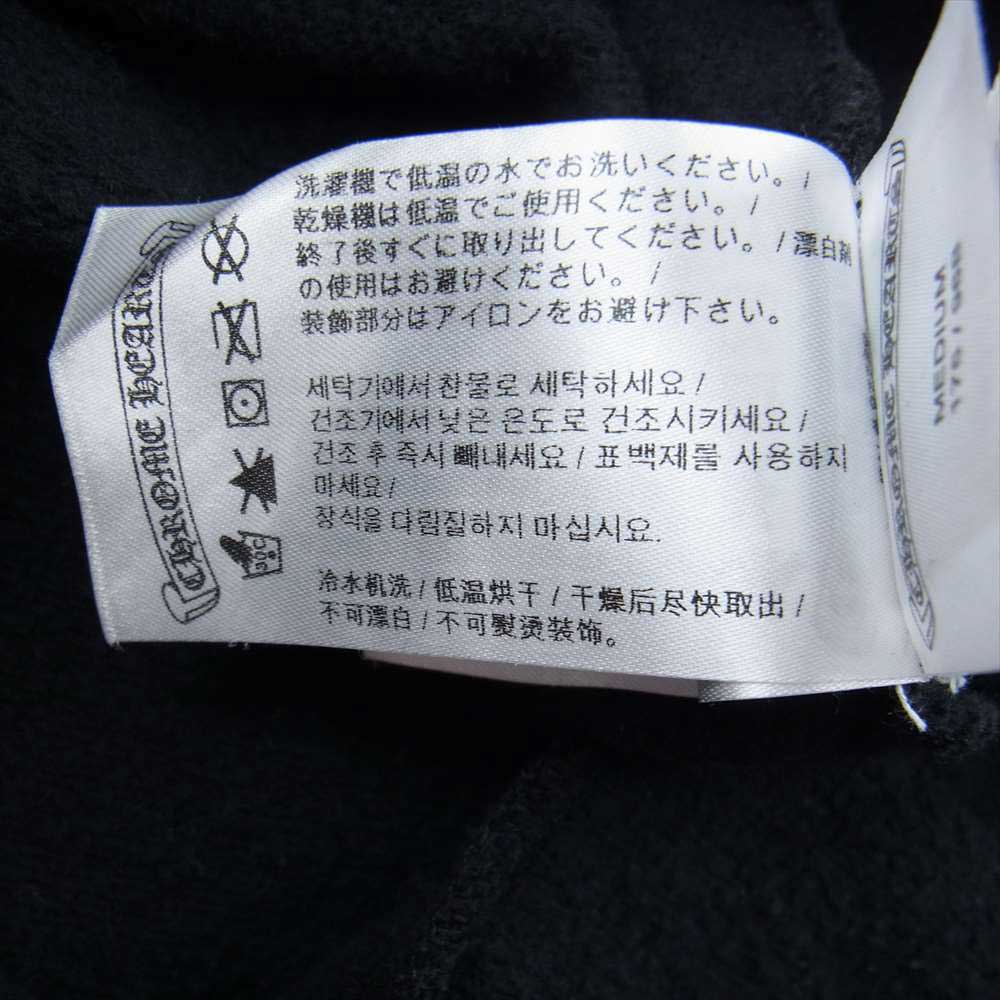 洗濯機で低温の水でお洗いください。/
乾燥機は低温でご使用ください。/
終了後すぐに取り出してください。/漂白剤
の使用はお避けください。/
装飾部分はアイロンをお避け下さい。
세탁기에서 찬물로 세탁하세요/
건조기에서 낮은 온도로 건조시키세요/
건조 후 즉시 빼내세요/표백제를 사용하지
마세요/
장식을 다림질하지 마십시요.
冷水机洗/低温烘干/干燥后尽快取出/
不可漂白/不可熨烫装饰。
CHROME HEARTS
30C
MEDIUM